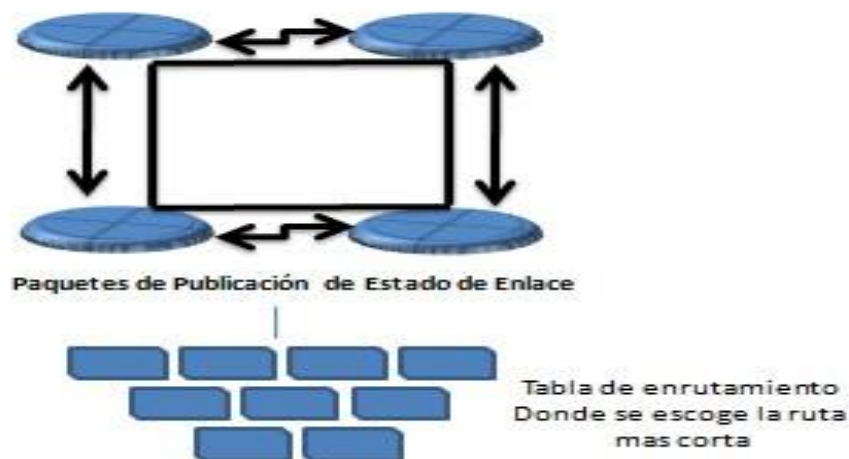 Paquetes de Publicación de Estado de Enlace
Tabla de enrutamiento
Donde se escoge la ruta
mas corta